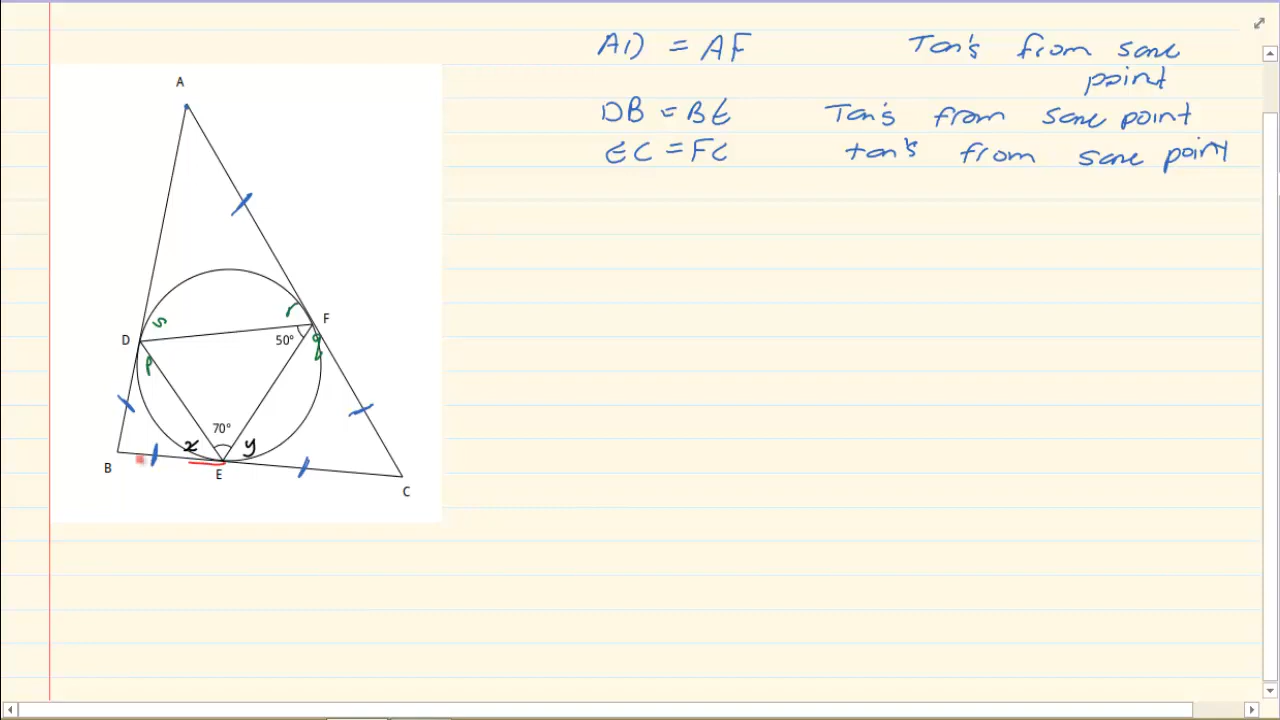 AD = AF Tan's from same
point
DB = BE Tan's from same point
EC = FC tan's from same point
A
r
F
s
D
50°
q
p
70°
x
y
B
E
C